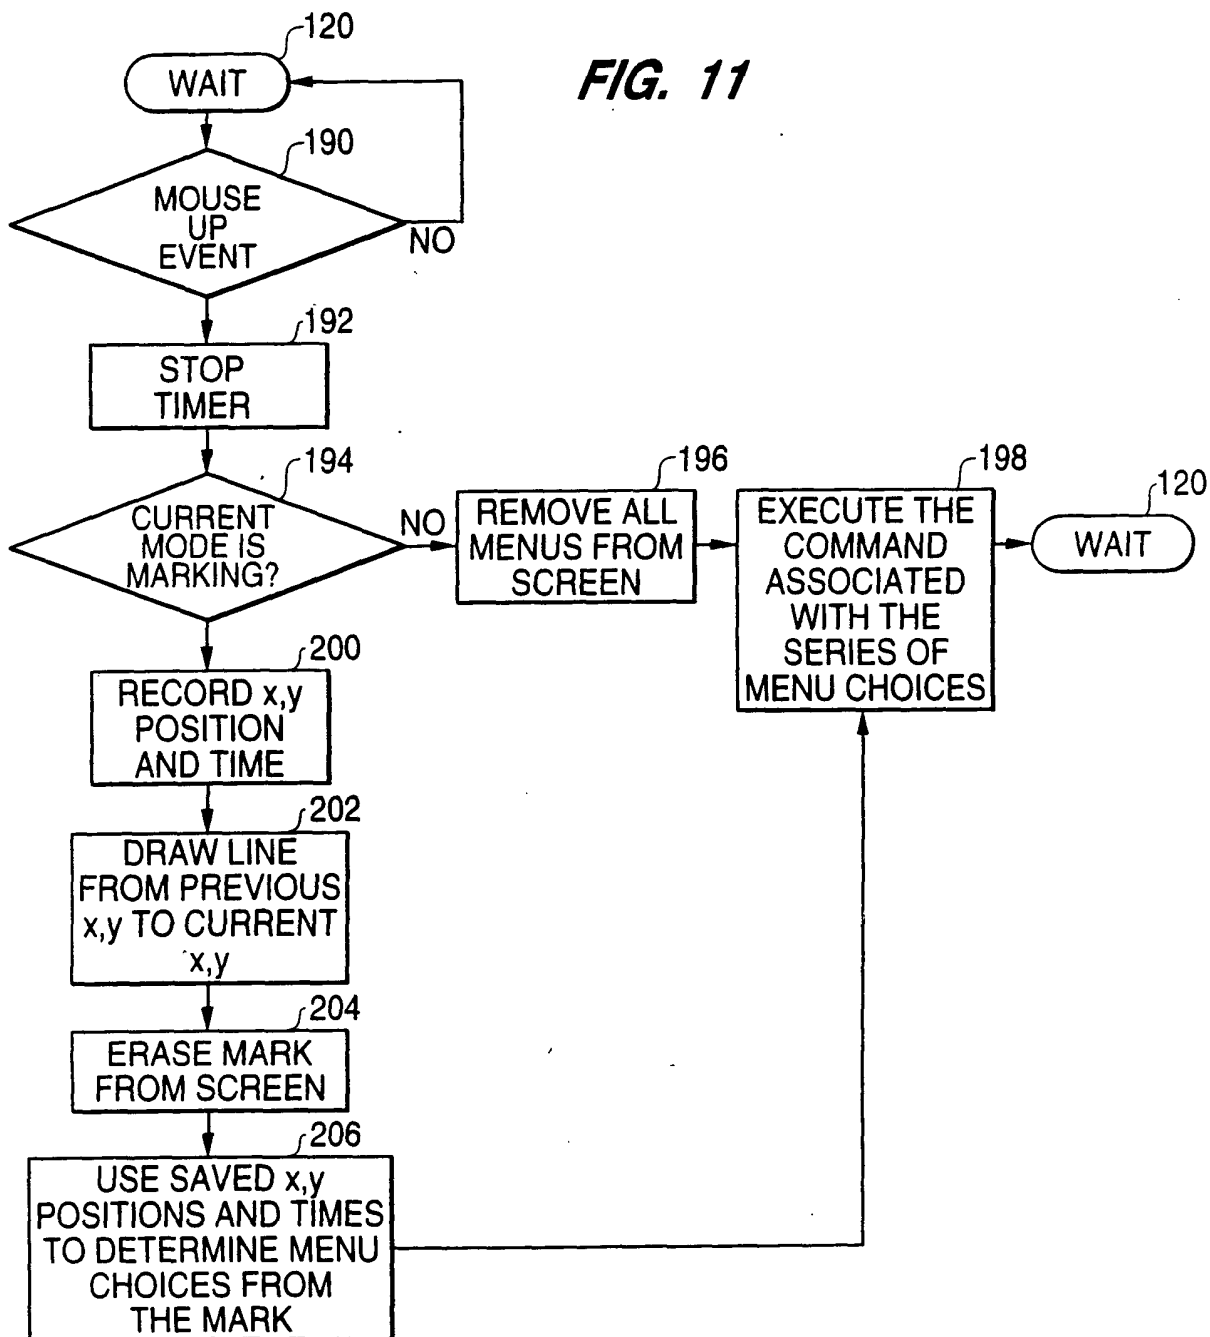 120
WAIT
FIG. 11
190
MOUSE
UP
EVENT
NO
192
STOP
TIMER
194
CURRENT
MODE IS
MARKING?
NO
196
REMOVE ALL
MENUS FROM
SCREEN
198
EXECUTE THE
COMMAND
ASSOCIATED
WITH THE
SERIES OF
MENU CHOICES
120
WAIT
200
RECORD x,y
POSITION
AND TIME
202
DRAW LINE
FROM PREVIOUS
x,y TO CURRENT
x,y
204
ERASE MARK
FROM SCREEN
206
USE SAVED x,y
POSITIONS AND TIMES
TO DETERMINE MENU
CHOICES FROM
THE MARK